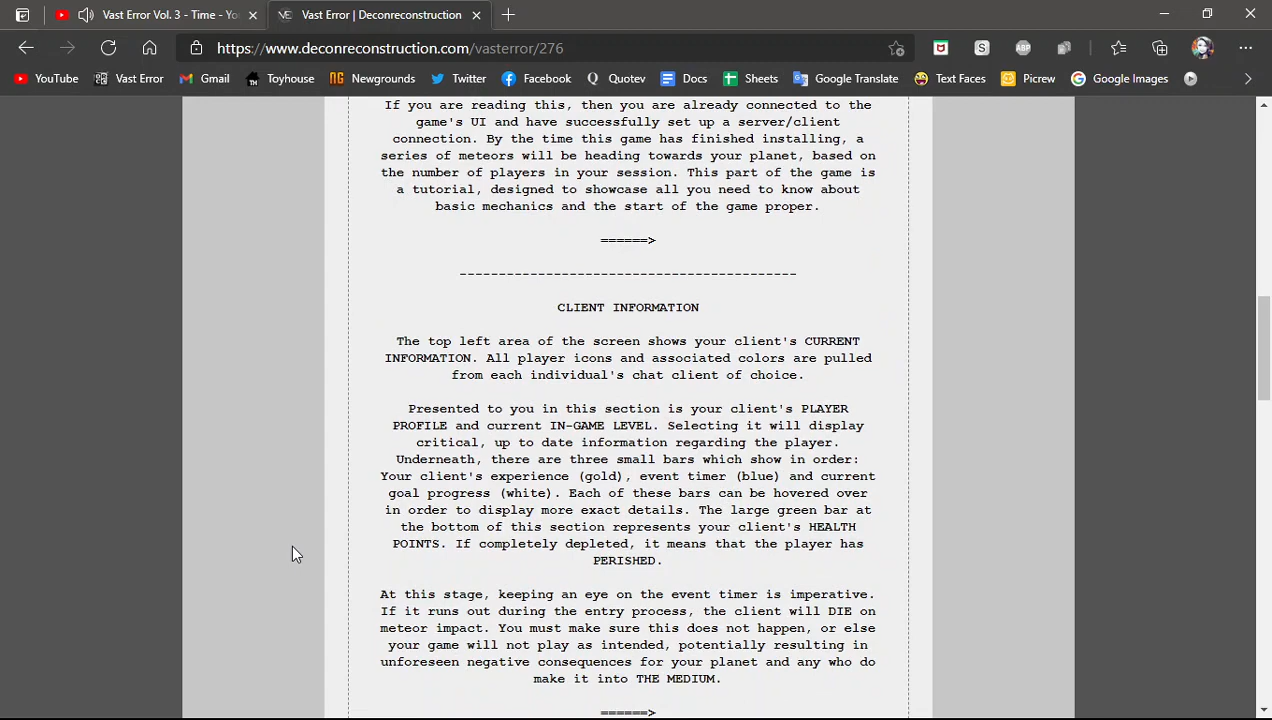 Vast Error Vol. 3 - Time - Yo
Vast Error | Deconreconstruction
https://www.deconreconstruction.com/vasterror/276
YouTube Vast Error Gmail Toyhouse Newgrounds Twitter Facebook Quotev Docs Sheets Google Translate Text Faces Picrew Google Images
If you are reading this, then you are already connected to the
game's UI and have successfully set up a server/client
connection. By the time this game has finished installing, a
series of meteors will be heading towards your planet, based on
the number of players in your session. This part of the game is
a tutorial, designed to showcase all you need to know about
basic mechanics and the start of the game proper.
======>
-------------------------------------------
CLIENT INFORMATION
The top left area of the screen shows your client's CURRENT
INFORMATION. All player icons and associated colors are pulled
from each individual's chat client of choice.
Presented to you in this section is your client's PLAYER
PROFILE and current IN-GAME LEVEL. Selecting it will display
critical, up to date information regarding the player.
Underneath, there are three small bars which show in order:
Your client's experience (gold), event timer (blue) and current
goal progress (white). Each of these bars can be hovered over
in order to display more exact details. The large green bar at
the bottom of this section represents your client's HEALTH
POINTS. If completely depleted, it means that the player has
PERISHED.
At this stage, keeping an eye on the event timer is imperative.
If it runs out during the entry process, the client will DIE on
meteor impact. You must make sure this does not happen, or else
your game will not play as intended, potentially resulting in
unforeseen negative consequences for your planet and any who do
make it into THE MEDIUM.
======>